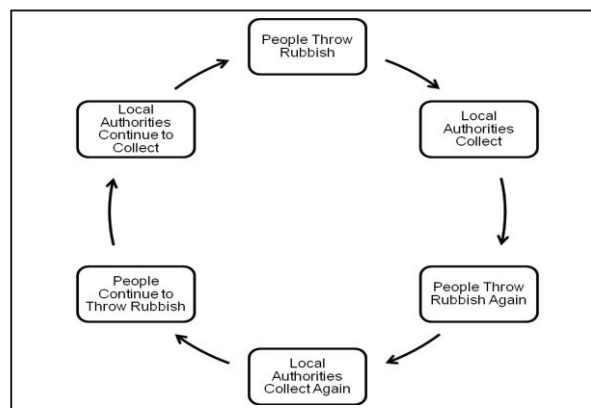 People Throw
Rubbish
Local
Authorities
Collect
People Throw
Rubbish Again
Local
Authorities
Collect Again
People
Continue to
Throw Rubbish
Local
Authorities
Continue to
Collect